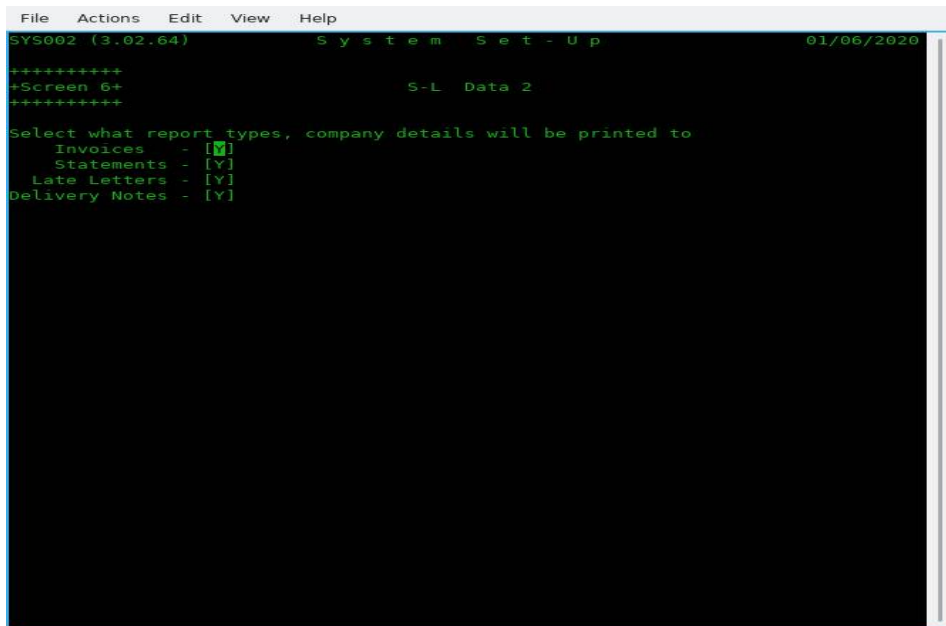 File Actions Edit View Help
SYS002 (3.02.64) S y s t e m S e t - U p 01/06/2020
++++++++++
+Screen 6+ S-L Data 2
++++++++++
Select what report types, company details will be printed to
Invoices - [Y]
Statements - [Y]
Late Letters - [Y]
Delivery Notes - [Y]